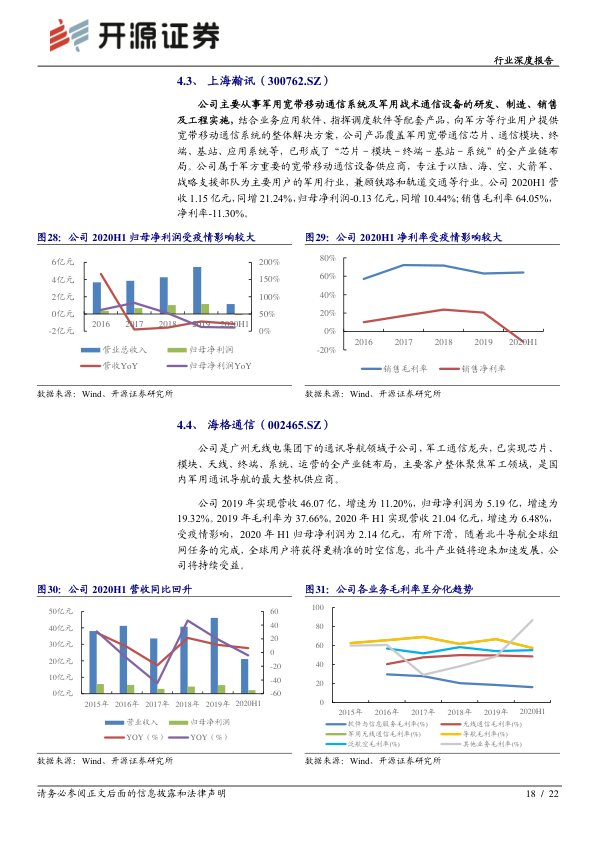 开源证券
行业深度报告
4.3、 上海瀚讯（300762.SZ）
公司主要从事军用宽带移动通信系统及军用战术通信设备的研发、制造、销售
及工程实施，结合业务应用软件、指挥调度软件等配套产品，向军方等行业用户提供
宽带移动通信系统的整体解决方案，公司产品覆盖军用宽带通信芯片、通信模块、终
端、基站、应用系统等，已形成了“芯片－模块－终端－基站－系统”的全产业链布
局。公司属于军方重要的宽带移动通信设备供应商，专注于以陆、海、空、火箭军、
战略支援部队为主要用户的军用行业，兼顾铁路和轨道交通等行业。公司 2020H1 营
收 1.15 亿元，同增 21.24%，归母净利润-0.13 亿元，同增 10.44%；销售毛利率 64.05%，
净利率-11.30%。
图28：公司 2020H1 归母净利润受疫情影响较大
图29：公司 2020H1 净利率受疫情影响较大
6亿元
4亿元
2亿元
0亿元
-2亿元
200%
150%
100%
50%
0%
2016 2017 2018 2019 2020H1
营业总收入 归母净利润
营收YoY 归母净利润YoY
80%
60%
40%
20%
0%
-20%
2016 2017 2018 2019 2020H1
销售毛利率 销售净利率
数据来源：Wind、开源证券研究所
数据来源：Wind、开源证券研究所
4.4、 海格通信（002465.SZ）
公司是广州无线电集团下的通讯导航领域子公司，军工通信龙头，已实现芯片、
模块、天线、终端、系统、运营的全产业链布局，主要客户整体聚焦军工领域，是国
内军用通讯导航的最大整机供应商。
公司 2019 年实现营收 46.07 亿，增速为 11.20%，归母净利润为 5.19 亿，增速为
19.32%。2019 年毛利率为 37.66%。2020 年 H1 实现营收 21.04 亿元，增速为 6.48%，
受疫情影响，2020 年 H1 归母净利润为 2.14 亿元，有所下滑，随着北斗导航全球组
网任务的完成，全球用户将获得更精准的时空信息，北斗产业链将迎来加速发展，公
司将持续受益。
图30：公司 2020H1 营收同比回升
图31：公司各业务毛利率呈分化趋势
50亿元
40亿元
30亿元
20亿元
10亿元
0亿元
60
40
20
0
-20
-40
-60
2015年 2016年 2017年 2018年 2019年 2020H1
营业收入 归母净利润
YOY（%） YOY（%）
100
80
60
40
20
0
2015年 2016年 2017年 2018年 2019年 2020H1
软件与信息服务毛利率(%) 无线通信毛利率(%)
军用无线通信毛利率(%) 导航毛利率(%)
泛航空毛利率(%) 其他业务毛利率(%)
数据来源：Wind、开源证券研究所
数据来源：Wind、开源证券研究所
请务必参阅正文后面的信息披露和法律声明
18 / 22